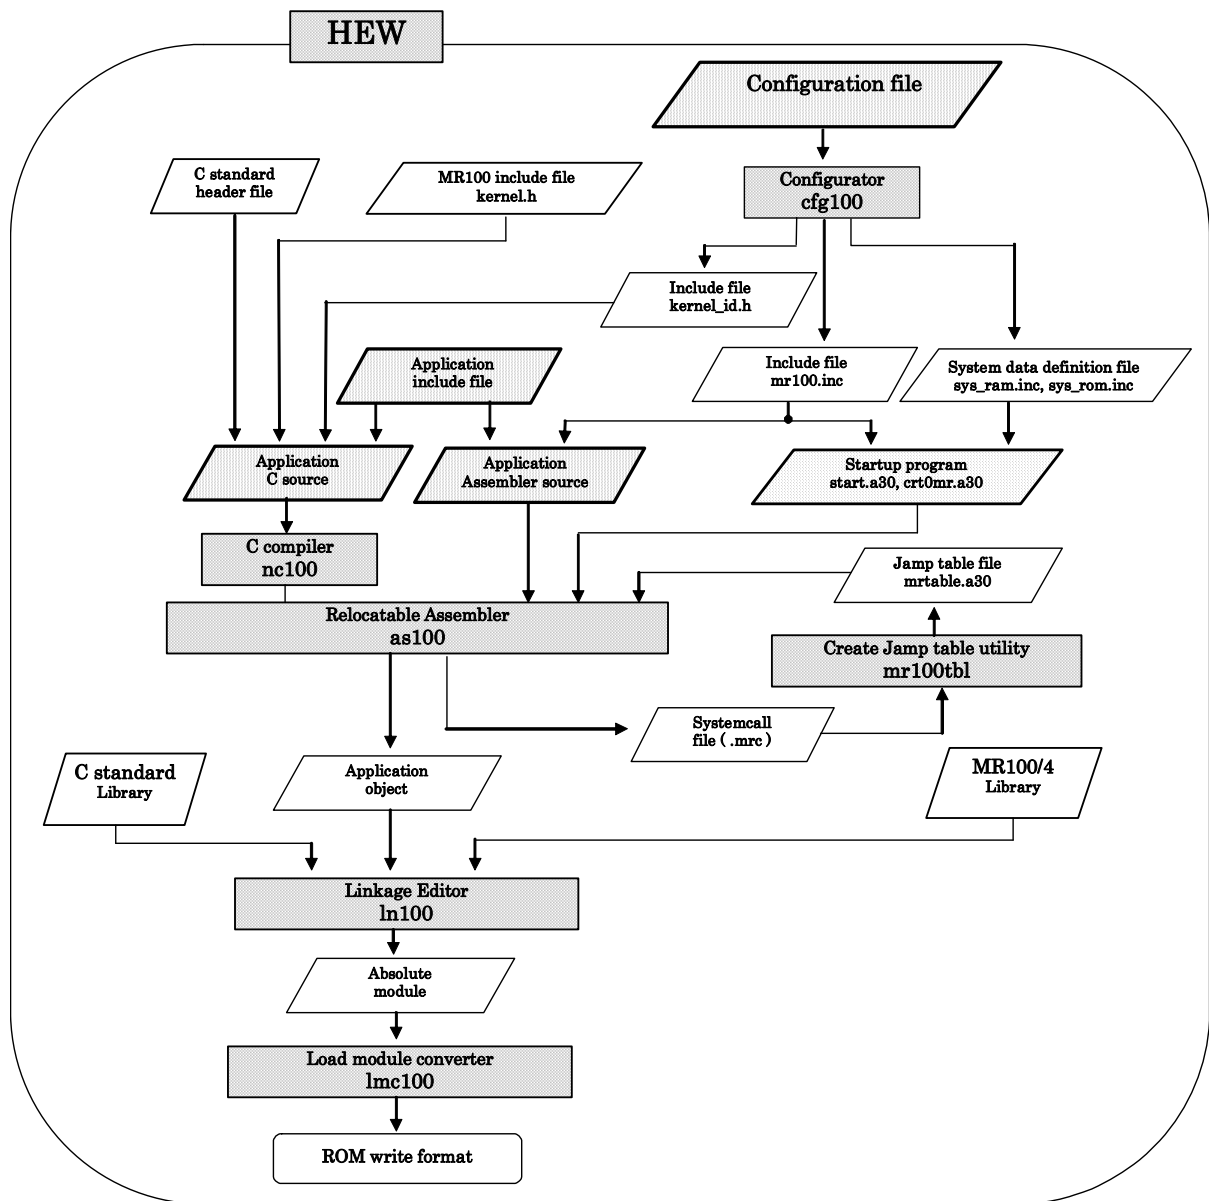 HEW
Configuration file
C standard
header file
MR100 include file
kernel.h
Configurator
cfg100
Include file
kernel_id.h
Application
include file
Include file
mr100.inc
System data definition file
sys_ram.inc, sys_rom.inc
Application
C source
Application
Assembler source
Startup program
start.a30, crt0mr.a30
C compiler
nc100
Jamp table file
mrtable.a30
Relocatable Assembler
as100
Create Jamp table utility
mr100tbl
Systemcall
file ( .mrc )
C standard
Library
Application
object
MR100/4
Library
Linkage Editor
ln100
Absolute
module
Load module converter
lmc100
ROM write format